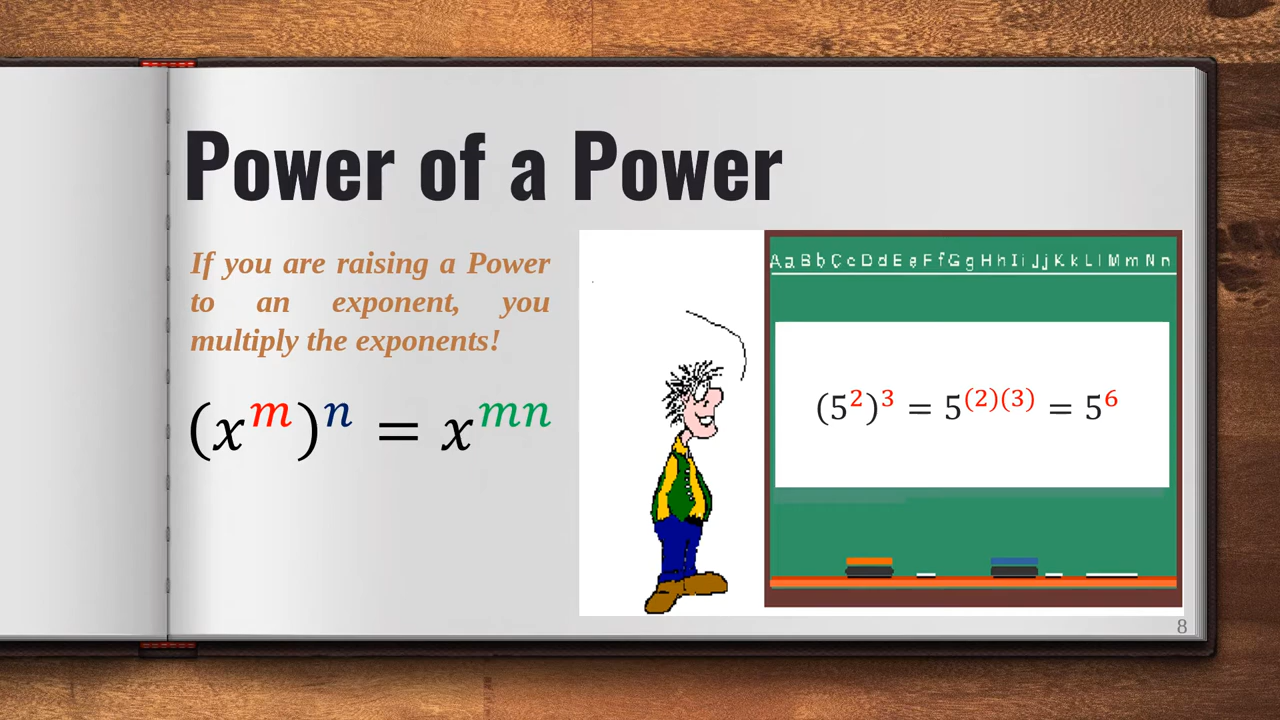 Power of a Power
If you are raising a Power
to an exponent, you
multiply the exponents!
(x^m)^n = x^{mn}
AaBbCcDdEeFfGgHhIiJjKkLlMmNn
(5^2)^3 = 5^{(2)(3)} = 5^6
8